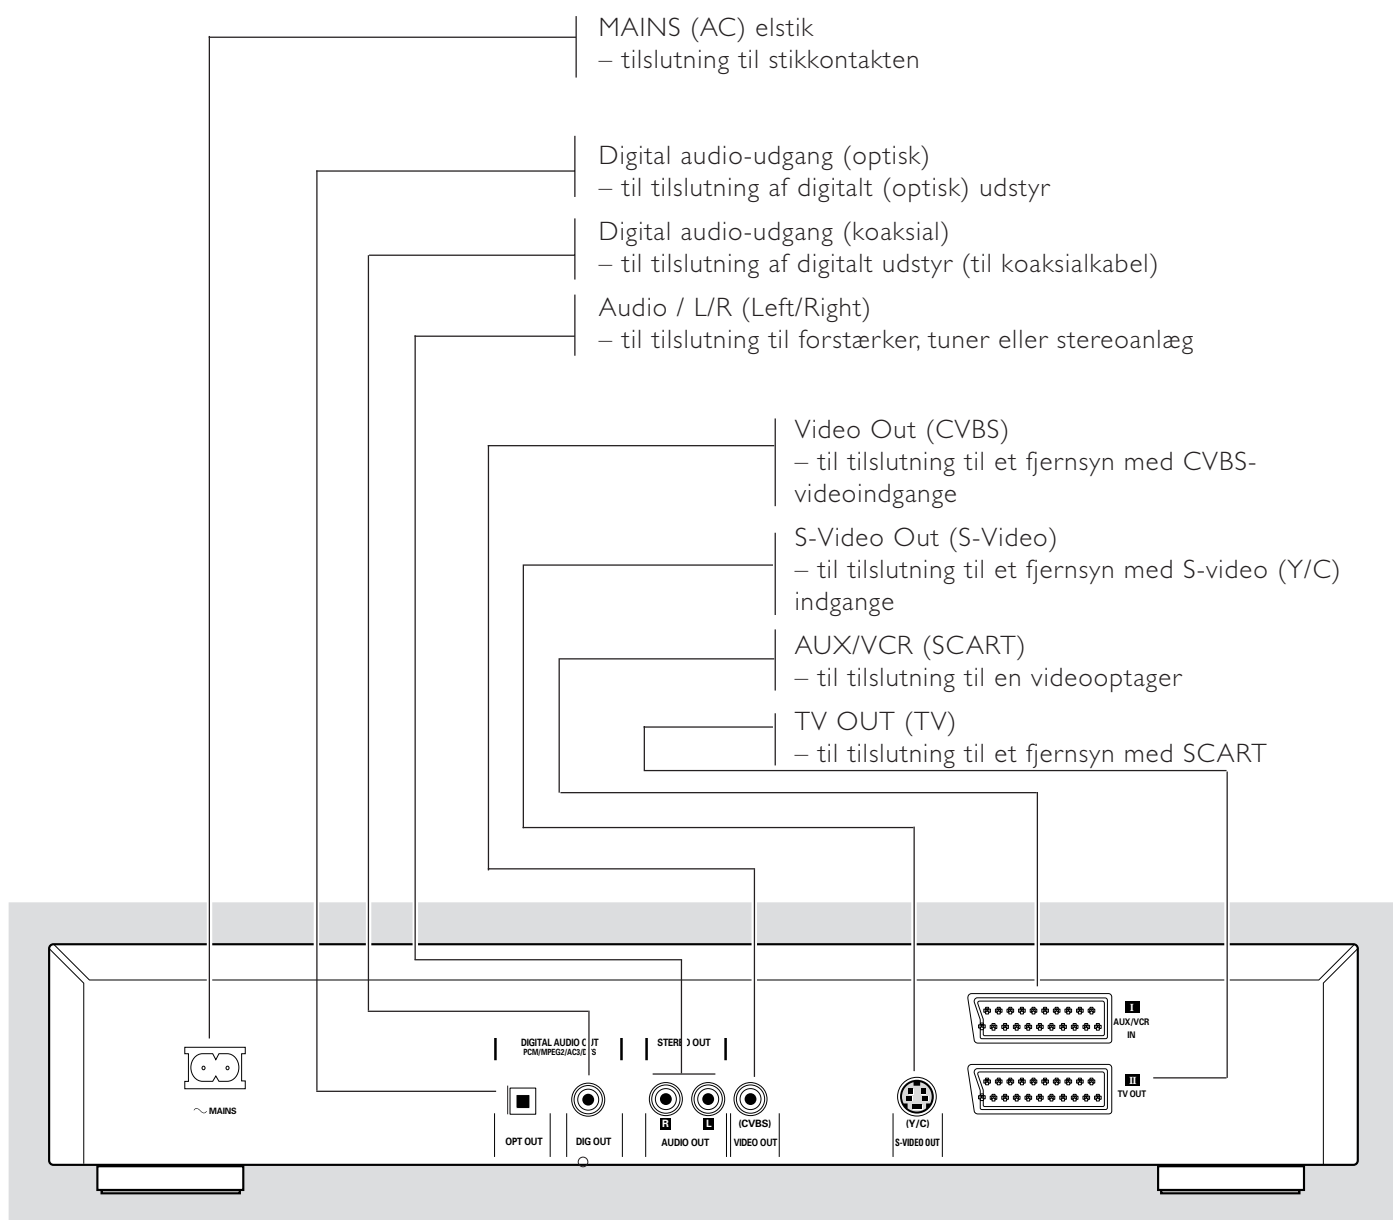 MAINS (AC) elstik
– tilslutning til stikkontakten
Digital audio-udgang (optisk)
– til tilslutning af digitalt (optisk) udstyr
Digital audio-udgang (koaksial)
– til tilslutning af digitalt udstyr (til koaksialkabel)
Audio / L/R (Left/Right)
– til tilslutning til forstærker, tuner eller stereoanlæg
Video Out (CVBS)
– til tilslutning til et fjernsyn med CVBS-
videoindgange
S-Video Out (S-Video)
– til tilslutning til et fjernsyn med S-video (Y/C)
indgange
AUX/VCR (SCART)
– til tilslutning til en videooptager
TV OUT (TV)
– til tilslutning til et fjernsyn med SCART
I
AUX/VCR
IN
DIGITAL AUDIO OUT
PCM/MPEG2/AC3/DTS
STEREO OUT
II
TV OUT
～ MAINS
R
L
(CVBS)
(Y/C)
OPT OUT
DIG OUT
AUDIO OUT
VIDEO OUT
S-VIDEO OUT